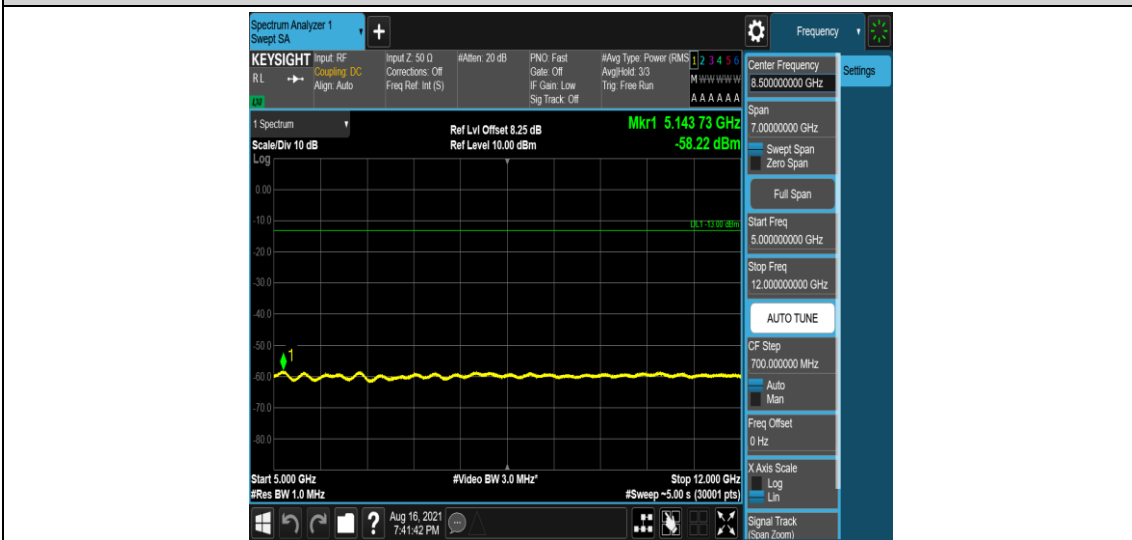 Spectrum Analyzer 1
Swept SA
+
Frequency
KEYSIGHT
RL
LXI
Input: RF
Coupling: DC
Align: Auto
Input Z: 50 Ω
Corrections: Off
Freq Ref: Int (S)
#Atten: 20 dB
PNO: Fast
Gate: Off
IF Gain: Low
Sig Track: Off
#Avg Type: Power (RMS
Avg|Hold: 3/3
Trig: Free Run
1 2 3 4 5 6
M W W W W W
A A A A A A
Center Frequency
8.500000000 GHz
Settings
Span
7.00000000 GHz
Swept Span
Zero Span
Full Span
Start Freq
5.000000000 GHz
Stop Freq
12.000000000 GHz
AUTO TUNE
CF Step
700.000000 MHz
Auto
Man
Freq Offset
0 Hz
X Axis Scale
Log
Lin
Signal Track
(Span Zoom)
1 Spectrum
Scale/Div 10 dB
Log
Ref Lvl Offset 8.25 dB
Ref Level 10.00 dBm
Mkr1 5.143 73 GHz
-58.22 dBm
0.00
-10.0
DL1 -13.00 dBm
-20.0
-30.0
-40.0
-50.0
1
-60.0
-70.0
-80.0
Start 5.000 GHz
#Video BW 3.0 MHz*
Stop 12.000 GHz
#Res BW 1.0 MHz
#Sweep ~5.00 s (30001 pts)
?
Aug 16, 2021
7:41:42 PM